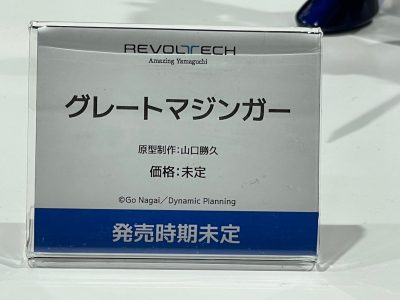 REVOLTECH
Amazing Yamaguchi
グレートマジンガー
原型制作：山口勝久
価格：未定
©Go Nagai／Dynamic Planning
発売時期未定